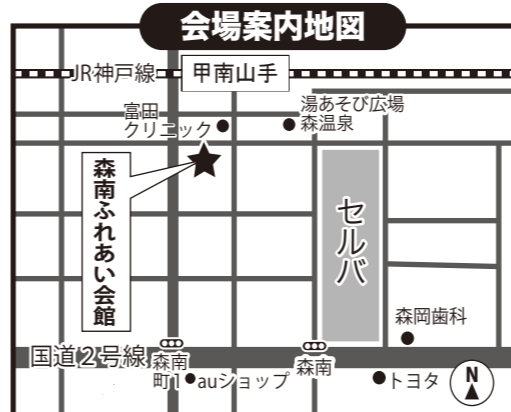 会場案内地図
JR神戸線
甲南山手
富田
クリニック
湯あそび広場
森温泉
森南ふれあい会館
セルバ
森岡歯科
国道2号線
森南
町1
森南
auショップ
トヨタ
N